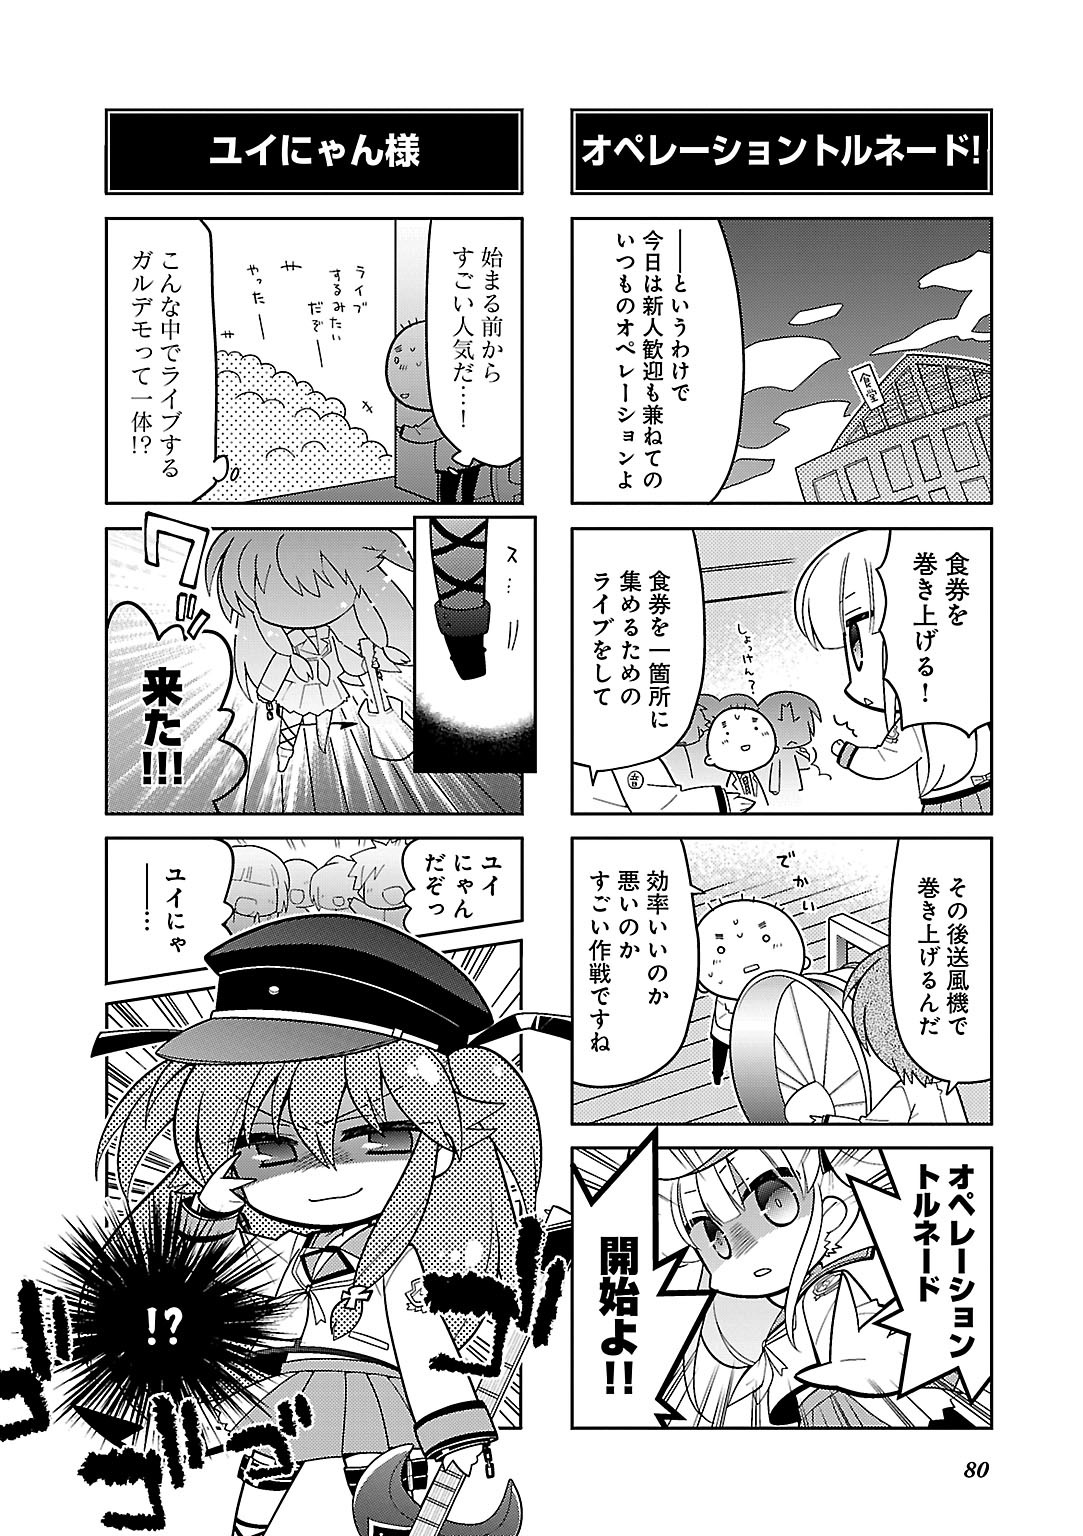 オペレーショントルネード!
――というわけで
今日は新人歓迎も兼ねての
いつものオペレーションよ
食堂
食券を
巻き上げる!
しょっけん?
食券を一箇所に
集めるための
ライブをして
その後送風機で
巻き上げるんだ
でかい
効率いいのか
悪いのか
すごい作戦ですね
オペレーション
トルネード
開始よ!!
ユイにゃん様
始まる前から
すごい人気だ…!
ライブ
するみたい
だぞ――
やった――
こんな中でライブする
ガルデモって一体!?
ス…
ワッ
来た!!!
ユイ
にゃん
だぞっ
ユイにゃ
――…
!?
ゴゴゴゴ
80